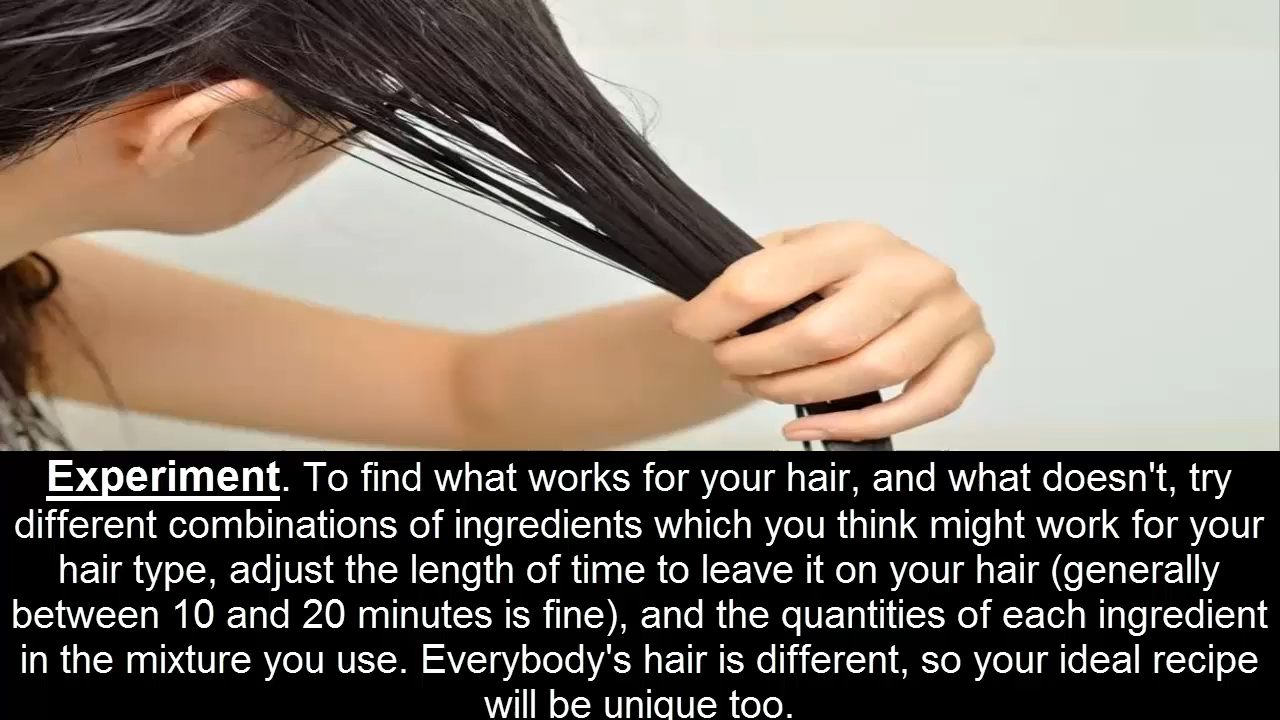 Experiment. To find what works for your hair, and what doesn't, try
different combinations of ingredients which you think might work for your
hair type, adjust the length of time to leave it on your hair (generally
between 10 and 20 minutes is fine), and the quantities of each ingredient
in the mixture you use. Everybody's hair is different, so your ideal recipe
will be unique too.